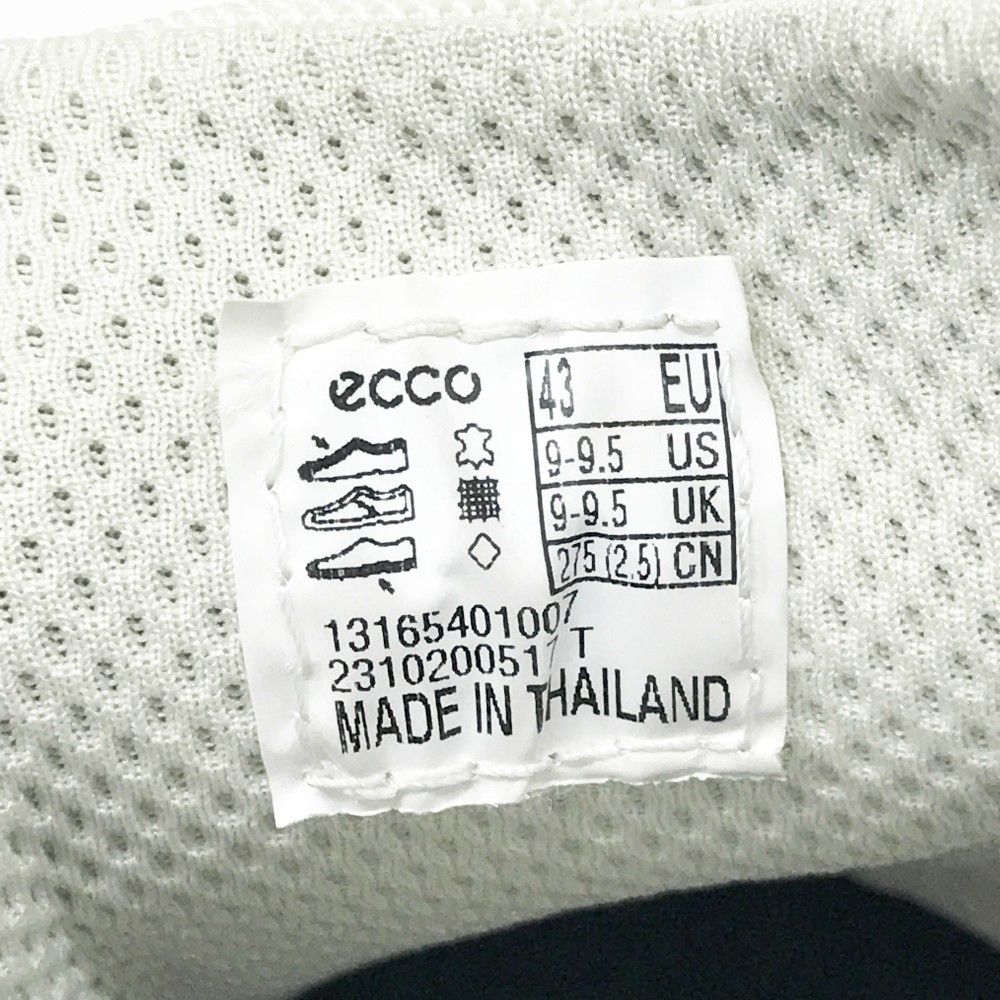 ecco
43 EU
9-9.5 US
9-9.5 UK
275 (2.5) CN
13165401007
2310200511 T
MADE IN THAILAND